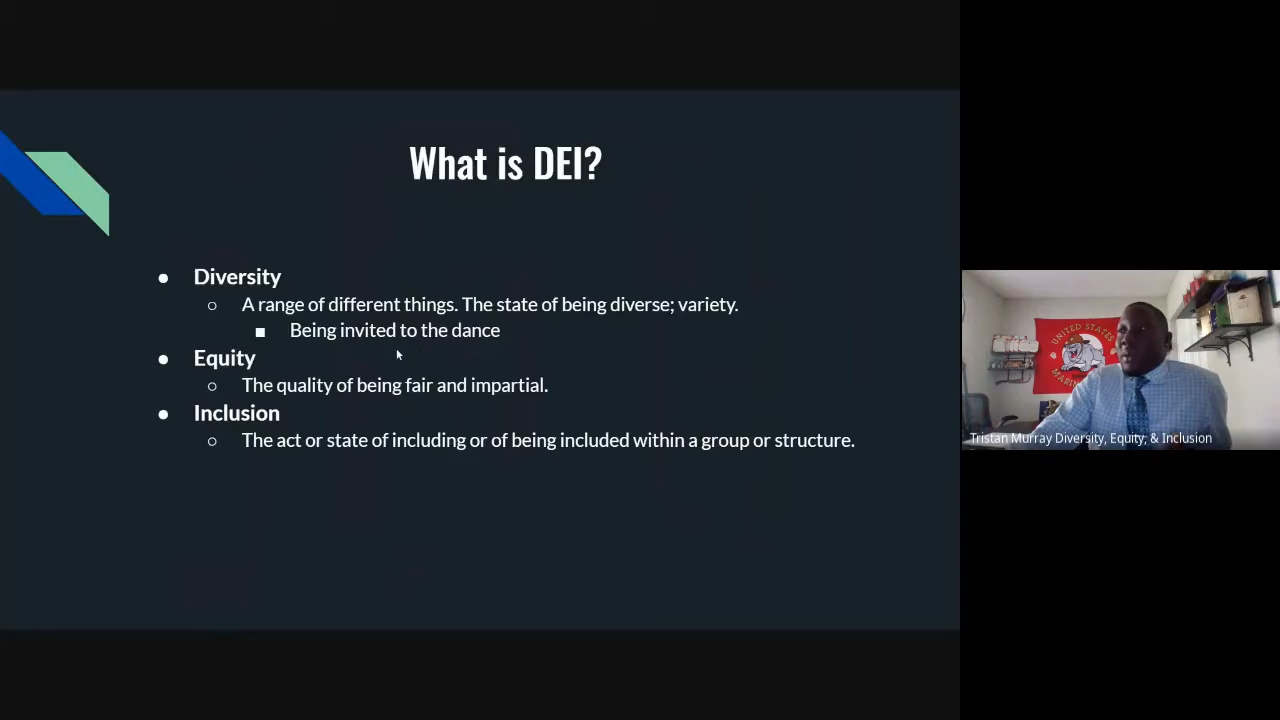 What is DEI?
● Diversity
○ A range of different things. The state of being diverse; variety.
■ Being invited to the dance
● Equity
○ The quality of being fair and impartial.
● Inclusion
○ The act or state of including or of being included within a group or structure.
UNITED STATES
Tristan Murray Diversity, Equity, & Inclusion